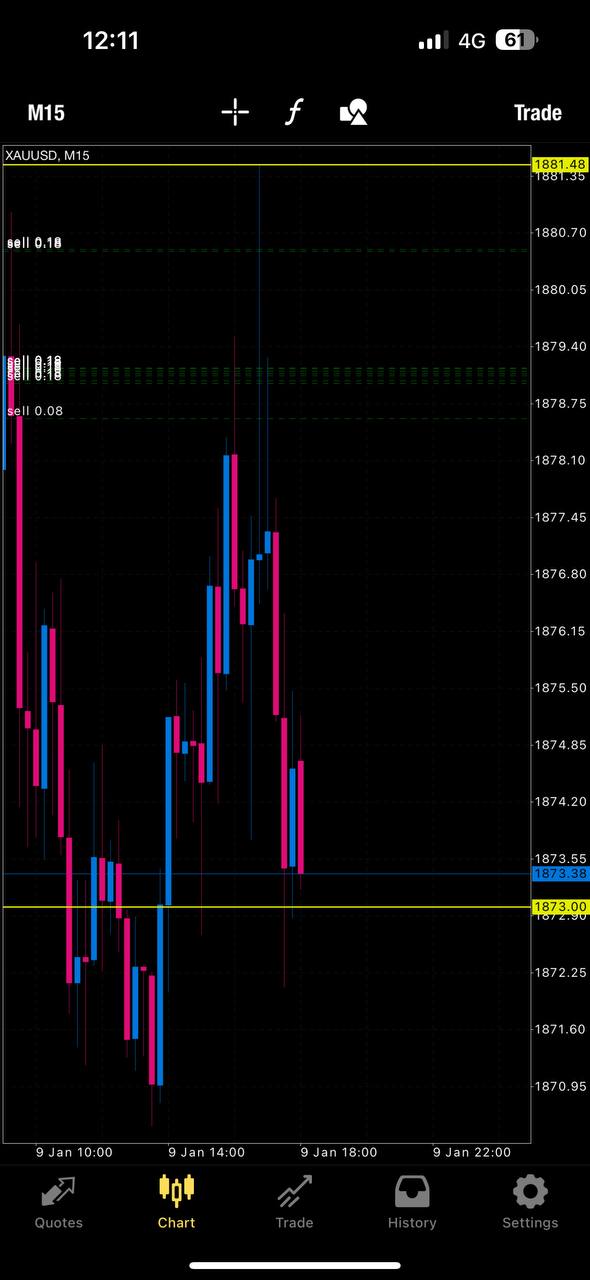 12:11 4G 61
M15 f Trade
XAUUSD, M15
1881.48
1881.35
1880.70
sell 0.18
1880.05
1879.40
sell 0.18
sell 0.18
1878.75
sell 0.08
1878.10
1877.45
1876.80
1876.15
1875.50
1874.85
1874.20
1873.55
1873.38
1873.00
1872.90
1872.25
1871.60
1870.95
9 Jan 10:00 9 Jan 14:00 9 Jan 18:00 9 Jan 22:00
Quotes Chart Trade History Settings